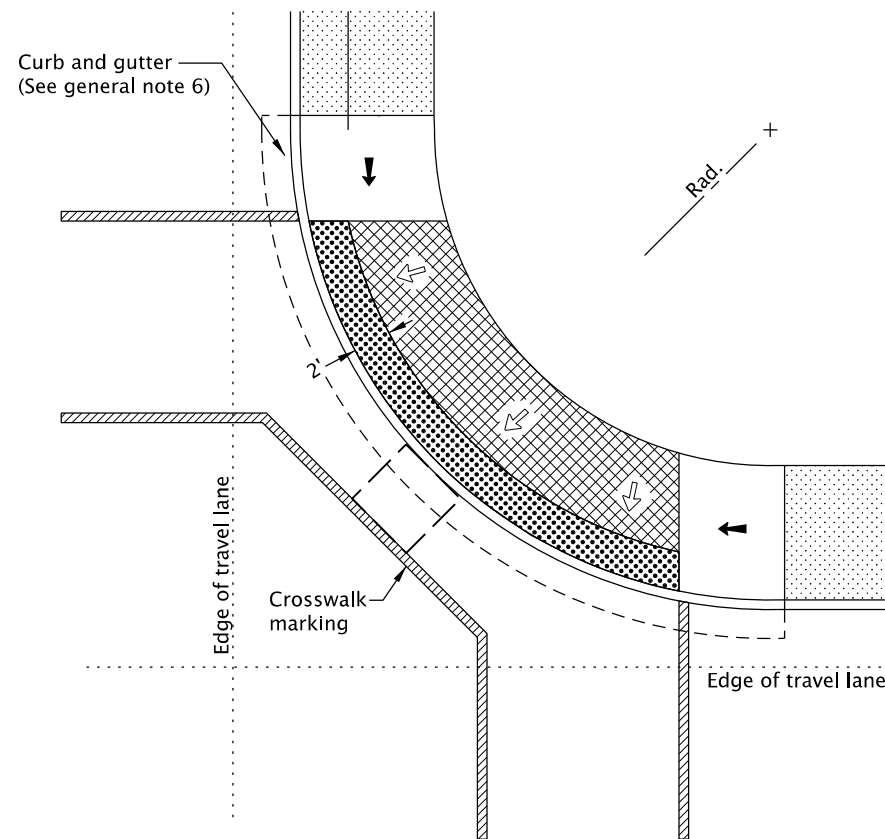 Curb and gutter
(See general note 6)
Rad.
2'
Edge of travel lane
Crosswalk
marking
Edge of travel lane